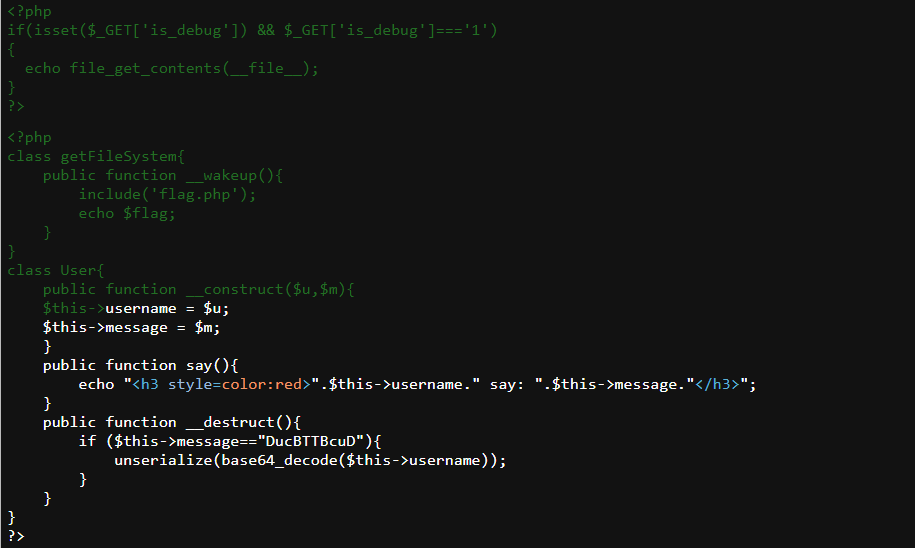 <?php
if(isset($_GET['is_debug']) && $_GET['is_debug']==='1')
{
  echo file_get_contents(__file__);
}
?>
<?php
class getFileSystem{
    public function __wakeup(){
        include('flag.php');
        echo $flag;
    }
}
class User{
    public function __construct($u,$m){
    $this->username = $u;
    $this->message = $m;
    }
    public function say(){
        echo "<h3 style=color:red>".$this->username." say: ".$this->message."</h3>";
    }
    public function __destruct(){
        if ($this->message=="DucBTTBcuD"){
            unserialize(base64_decode($this->username));
        }
    }
}
?>